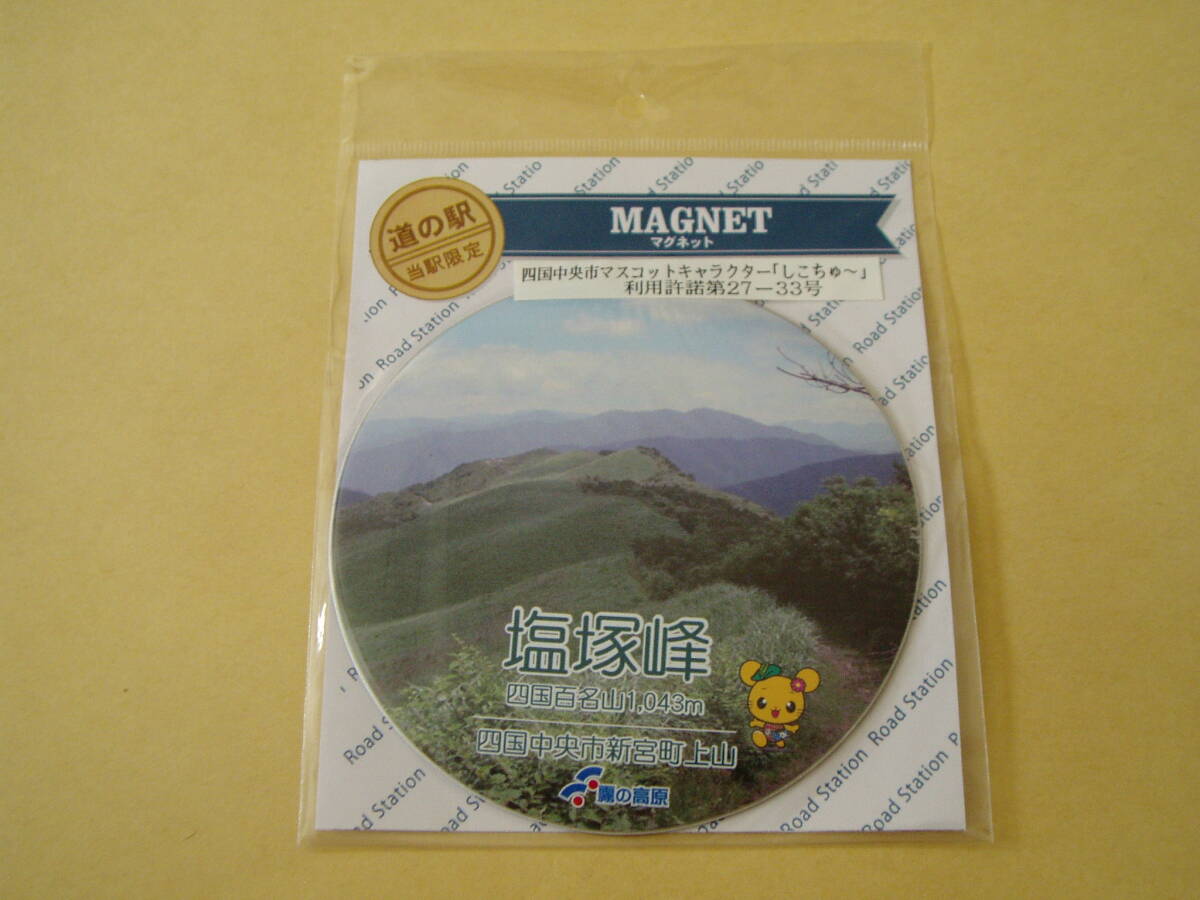 道の駅
当駅限定
MAGNET
マグネット
四国中央市マスコットキャラクター「しこちゅ〜」
利用許諾第27－33号
塩塚峰
四国百名山1,043m
四国中央市新宮町上山
霧の高原
Road Station